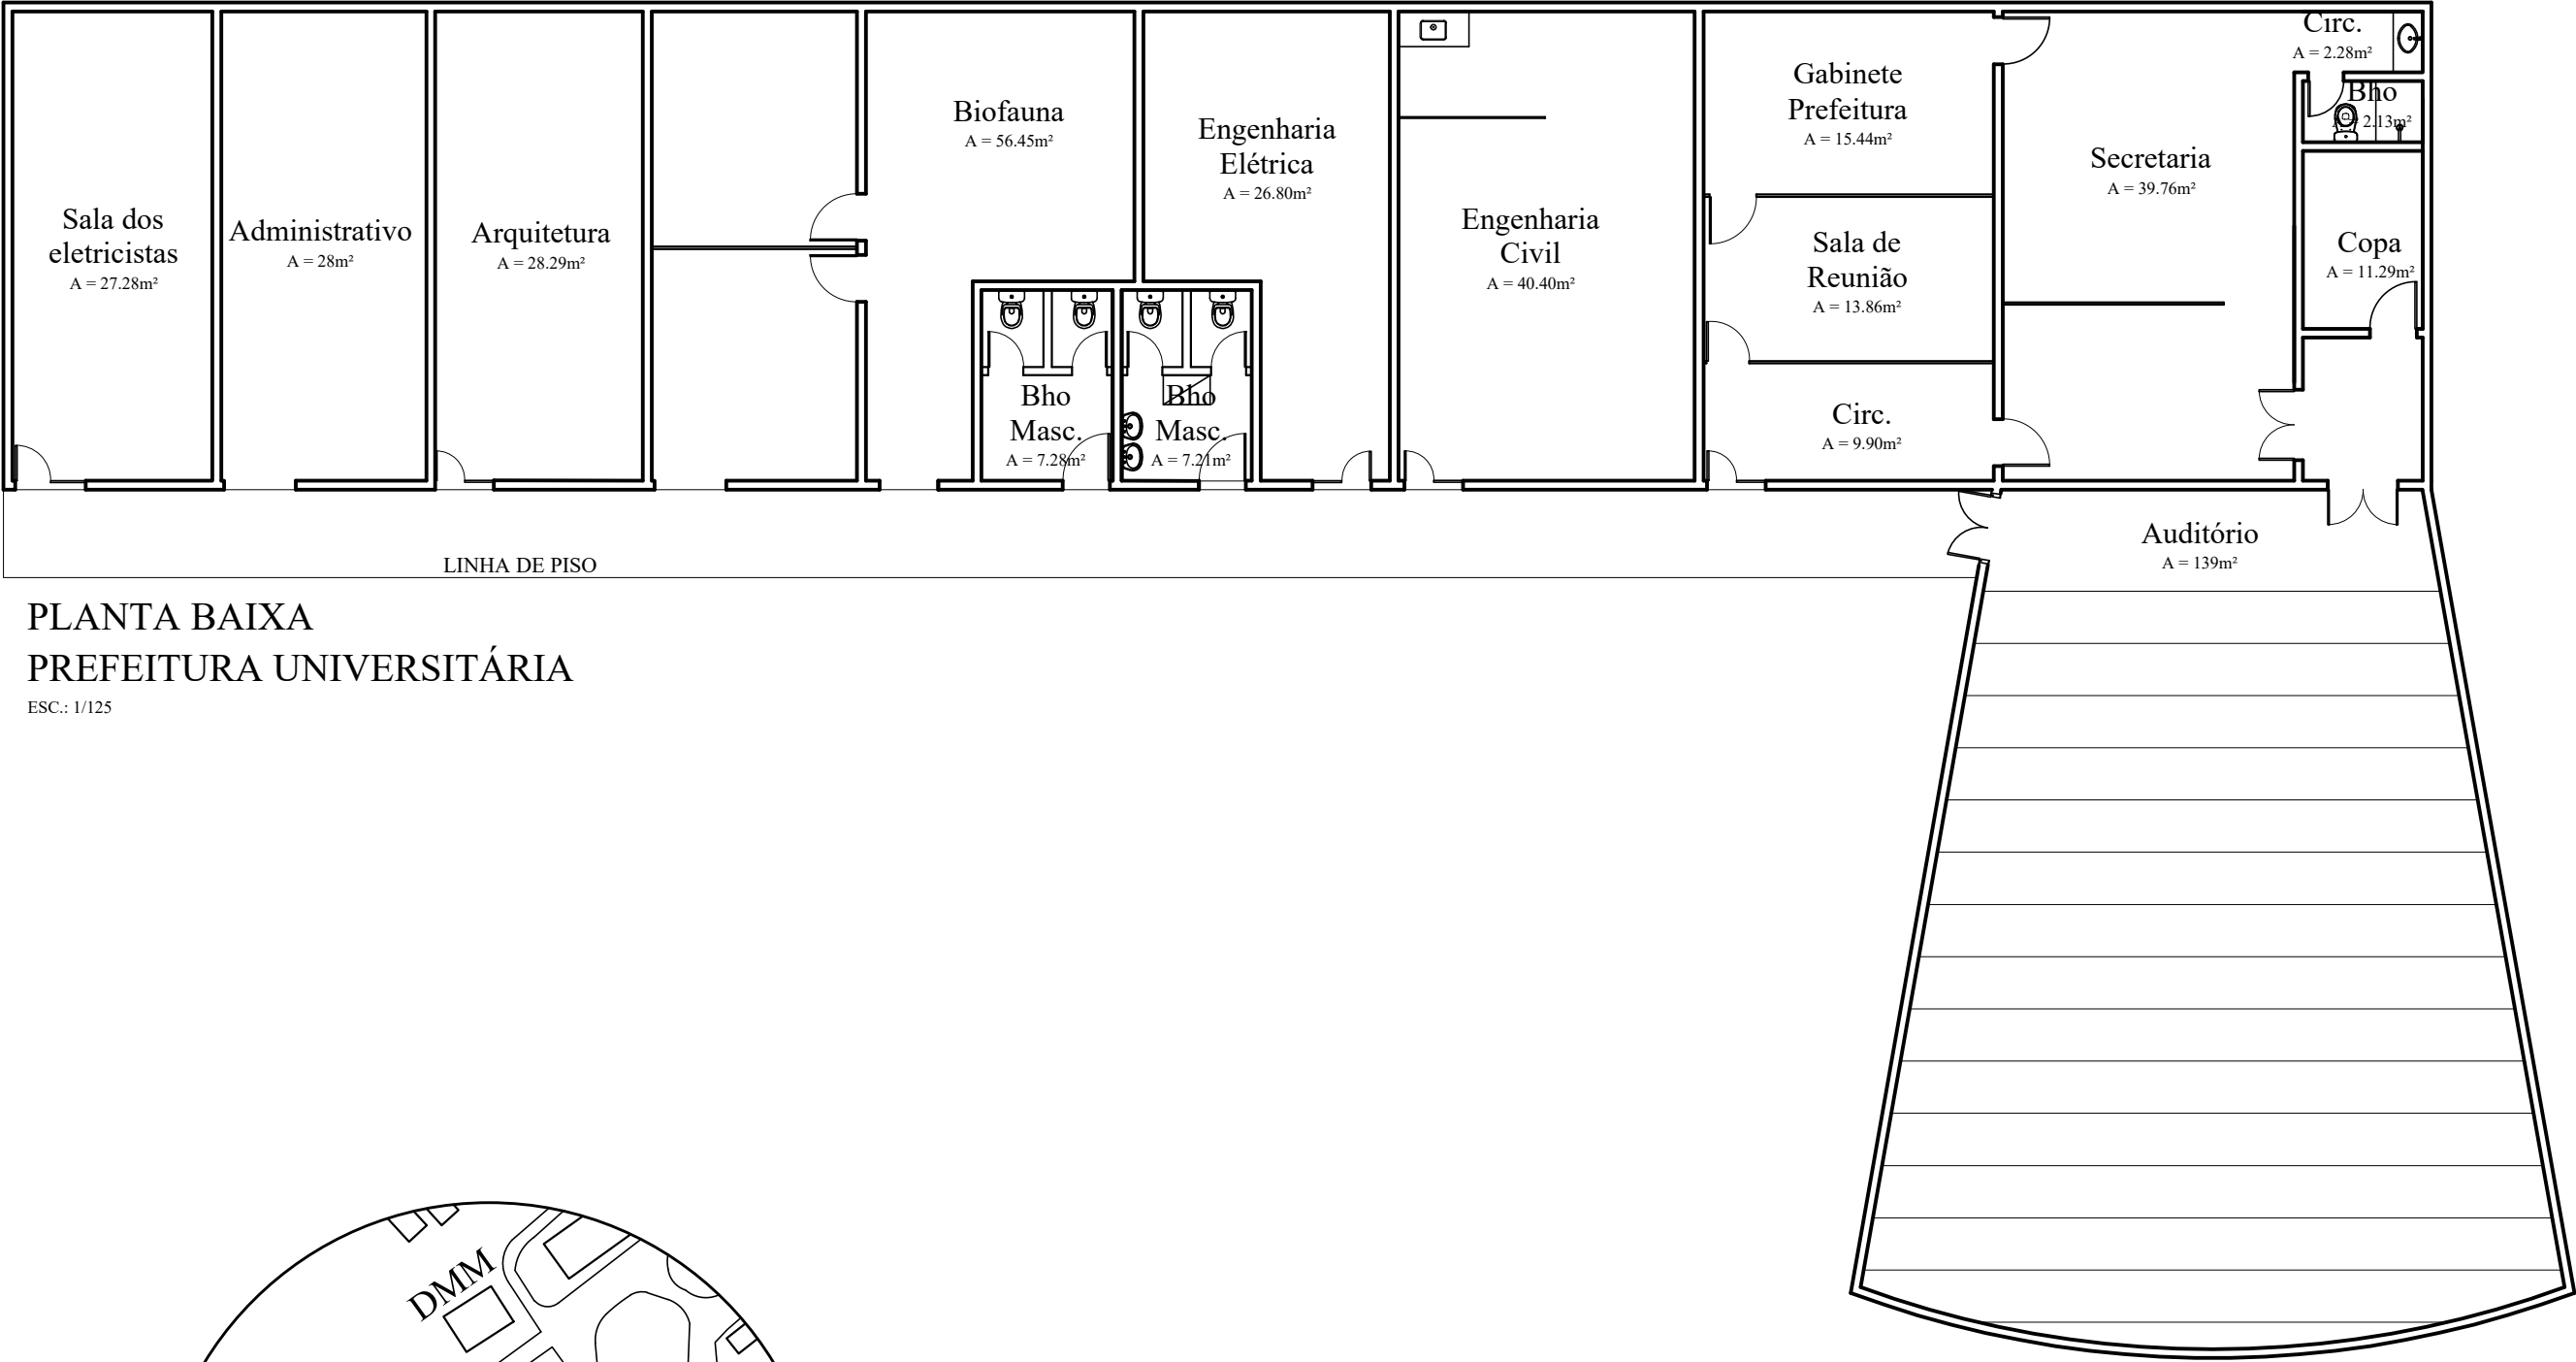 Sala dos
eletricistas
A = 27.28m²
Administrativo
A = 28m²
Arquitetura
A = 28.29m²
Biofauna
A = 56.45m²
Engenharia
Elétrica
A = 26.80m²
Bho
Masc.
A = 7.28m²
Bho
Masc.
A = 7.21m²
Engenharia
Civil
A = 40.40m²
Gabinete
Prefeitura
A = 15.44m²
Sala de
Reunião
A = 13.86m²
Circ.
A = 9.90m²
Secretaria
A = 39.76m²
Circ.
A = 2.28m²
Bho
A = 2.13m²
Copa
A = 11.29m²
Auditório
A = 139m²
LINHA DE PISO
PLANTA BAIXA
PREFEITURA UNIVERSITÁRIA
ESC.: 1/125
DMM